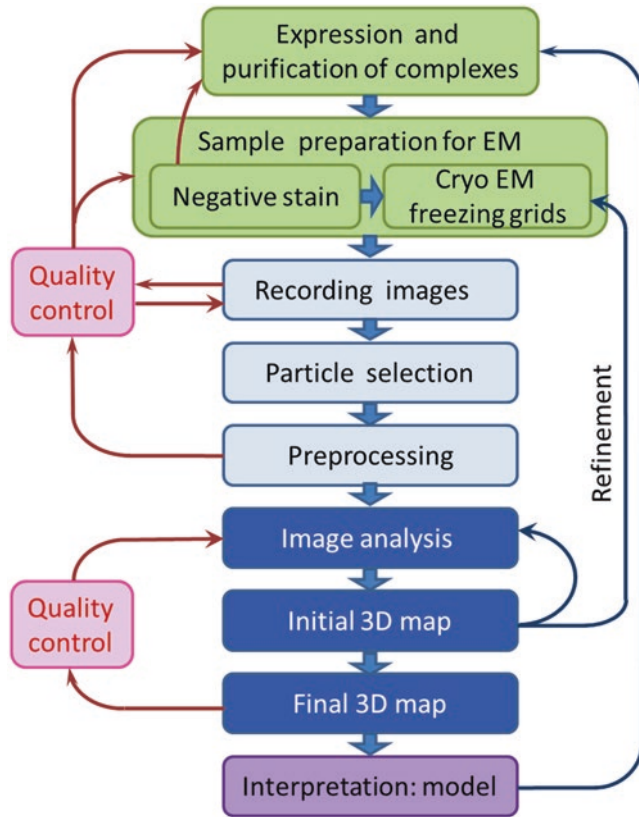 Expression and
purification of complexes
Sample preparation for EM
Negative stain
Cryo EM
freezing grids
Quality
control
Recording images
Particle selection
Preprocessing
Refinement
Image analysis
Quality
control
Initial 3D map
Final 3D map
Interpretation: model